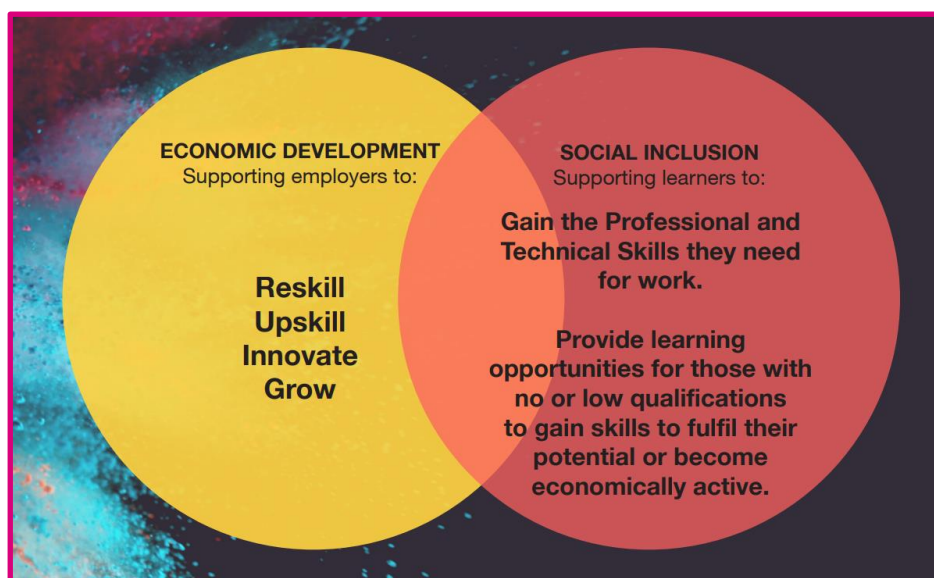 ECONOMIC DEVELOPMENT
Supporting employers to:
Reskill
Upskill
Innovate
Grow
SOCIAL INCLUSION
Supporting learners to:
Gain the Professional and
Technical Skills they need
for work.
Provide learning
opportunities for those with
no or low qualifications
to gain skills to fulfil their
potential or become
economically active.